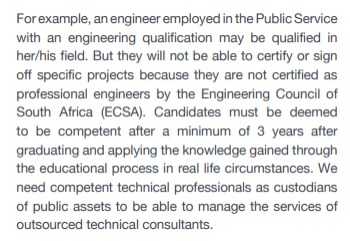 For example, an engineer employed in the Public Service
with an engineering qualification may be qualified in
her/his field. But they will not be able to certify or sign
off specific projects because they are not certified as
professional engineers by the Engineering Council of
South Africa (ECSA). Candidates must be deemed
to be competent after a minimum of 3 years after
graduating and applying the knowledge gained through
the educational process in real life circumstances. We
need competent technical professionals as custodians
of public assets to be able to manage the services of
outsourced technical consultants.